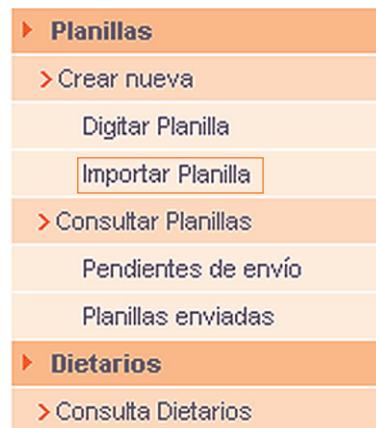 Planillas
Crear nueva
Digitar Planilla
Importar Planilla
Consultar Planillas
Pendientes de envío
Planillas enviadas
Dietarios
Consulta Dietarios